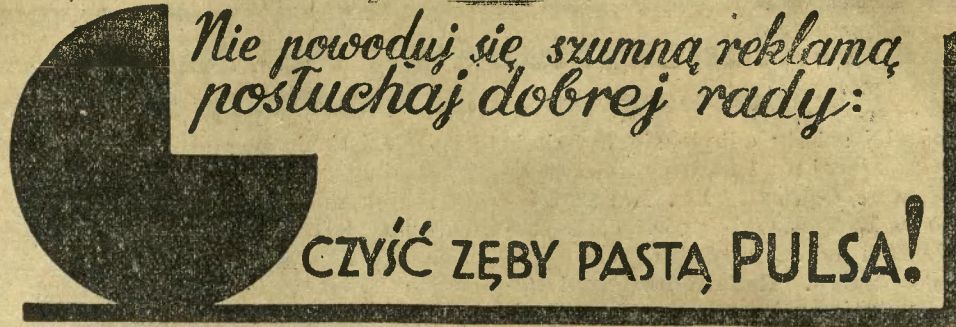 Nie powoduj się szumną reklamą,
posłuchaj dobrej rady:
CZYŚĆ ZĘBY PASTĄ PULSA!